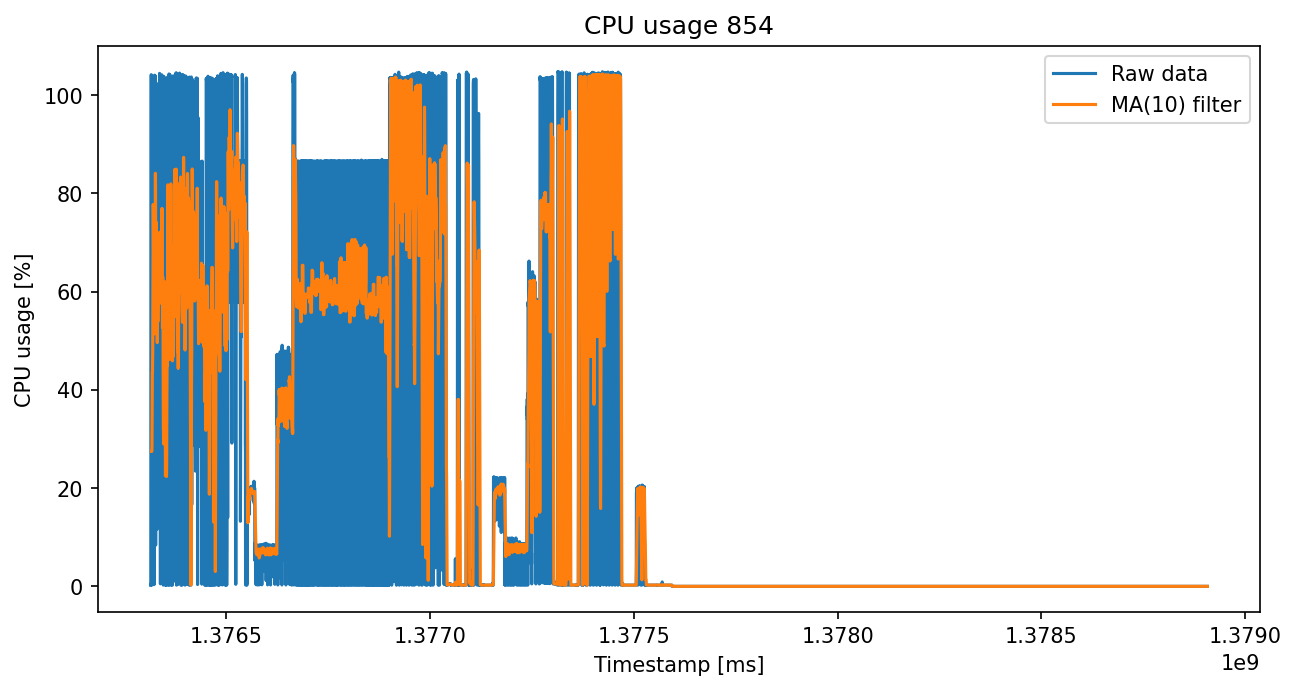 CPU usage 854
Raw data
MA(10) filter
CPU usage [%]
100
80
60
40
20
0
1.3765 1.3770 1.3775 1.3780 1.3785 1.3790
1e9
Timestamp [ms]